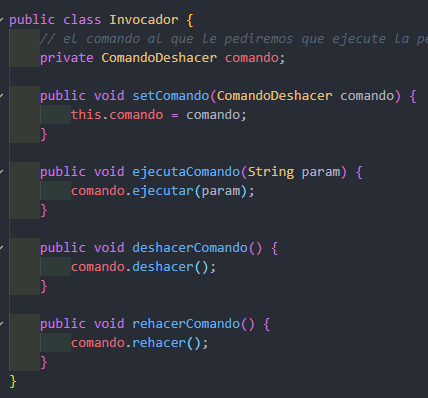 public class Invocador {
// el comando al que le pediremos que ejecute la
private ComandoDeshacer comando;
public void setComando(ComandoDeshacer comando) {
this.comando = comando;
}
public void ejecutaComando(String param) {
comando.ejecutar(param);
}
public void deshacerComando() {
comando.deshacer();
}
public void rehacerComando() {
comando.rehacer();
}
}